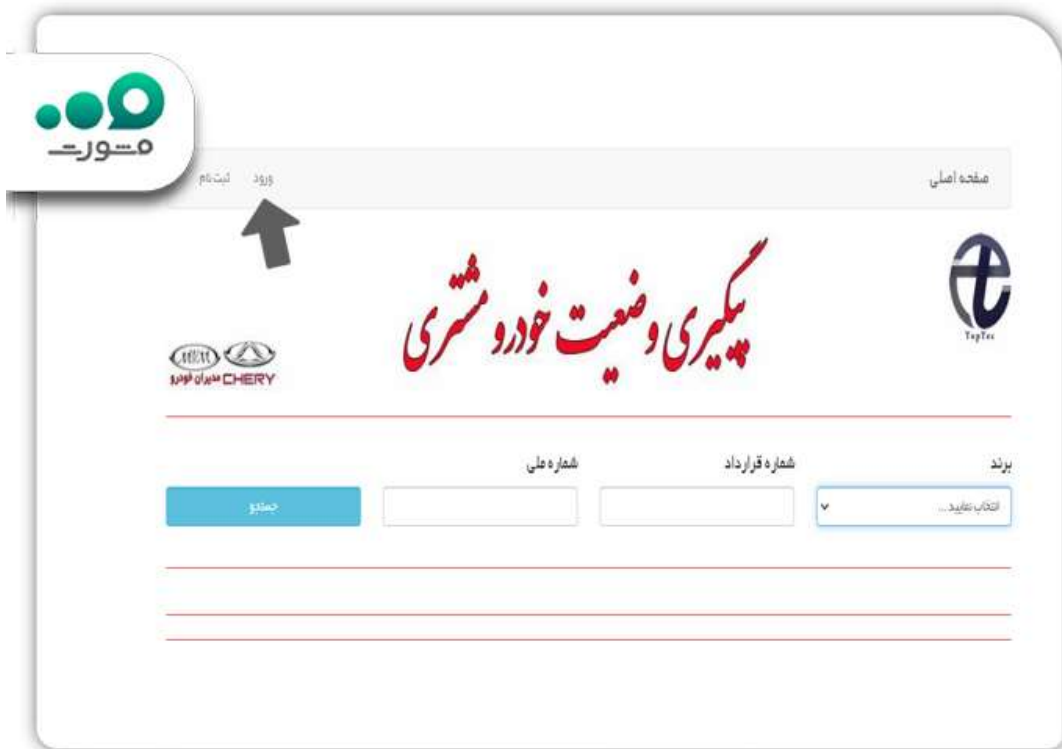 مشورت
صفحه اصلی
ورود
ثبت نام
پیگیری وضعیت خودرو مشتری
TopTec
MVM
CHERY مدیران خودرو
برند
شماره قرارداد
شماره ملی
انتخاب نمایید ...
جستجو